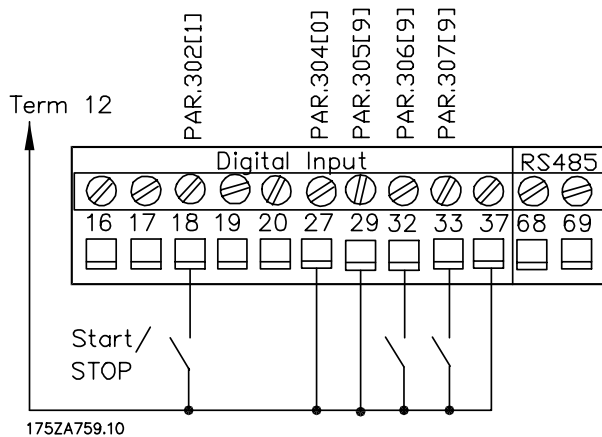 PAR.302[1]
PAR.304[0]
PAR.305[9]
PAR.306[9]
PAR.307[9]
Term 12
Digital Input RS485
16 17 18 19 20 27 29 32 33 37 68 69
Start/
STOP
175ZA759.10